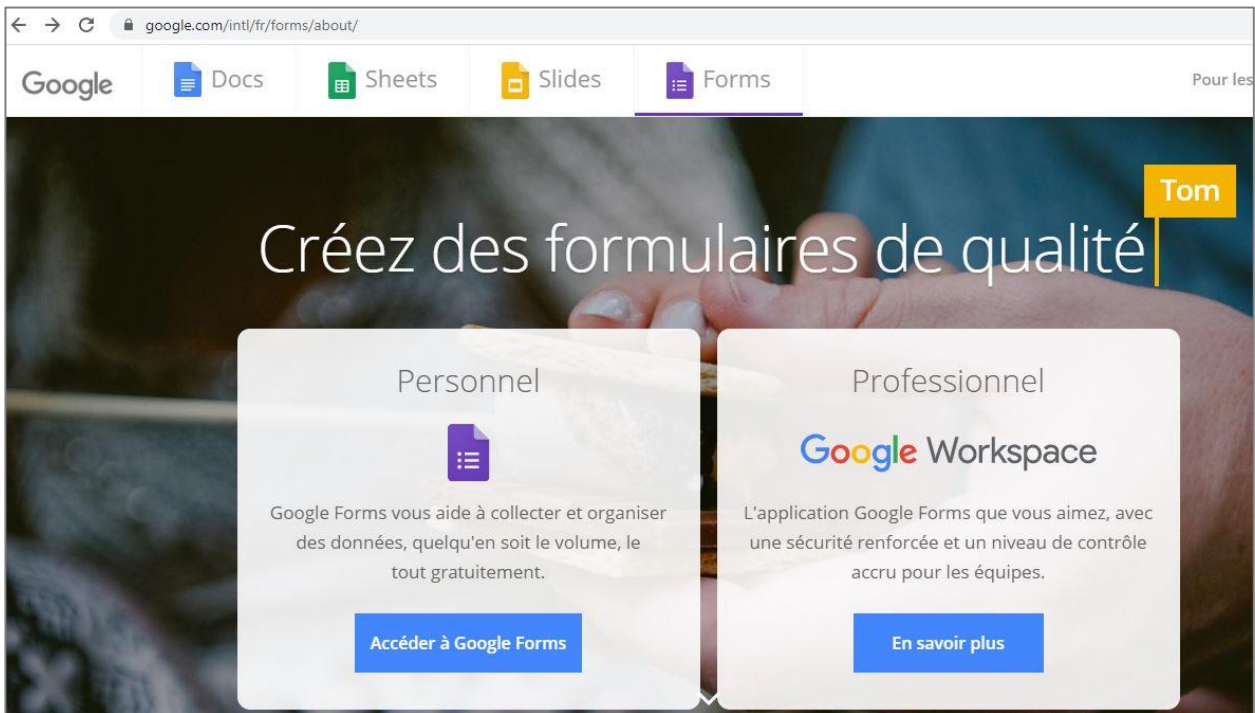 google.com/intl/fr/forms/about/
Google Docs Sheets Slides Forms Pour les
Tom
Créez des formulaires de qualité
Personnel
Google Forms vous aide à collecter et organiser
des données, quelqu'en soit le volume, le
tout gratuitement.
Accéder à Google Forms
Professionnel
Google Workspace
L'application Google Forms que vous aimez, avec
une sécurité renforcée et un niveau de contrôle
accru pour les équipes.
En savoir plus